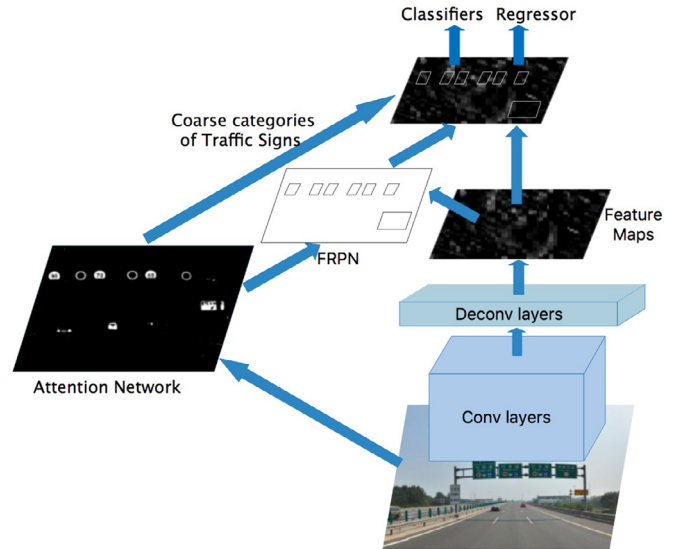 Classifiers Regressor
Coarse categories
of Traffic Signs
FRPN
Feature
Maps
Deconv layers
Attention Network
Conv layers